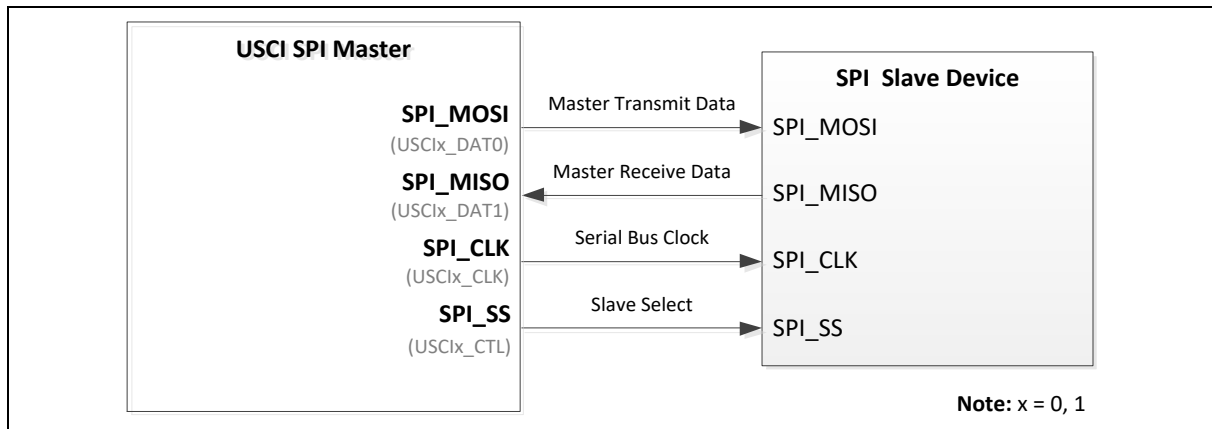 USCI SPI Master
SPI_MOSI
(USCIx_DAT0)
SPI_MISO
(USCIx_DAT1)
SPI_CLK
(USCIx_CLK)
SPI_SS
(USCIx_CTL)
Master Transmit Data
Master Receive Data
Serial Bus Clock
Slave Select
SPI Slave Device
SPI_MOSI
SPI_MISO
SPI_CLK
SPI_SS
Note: x = 0, 1